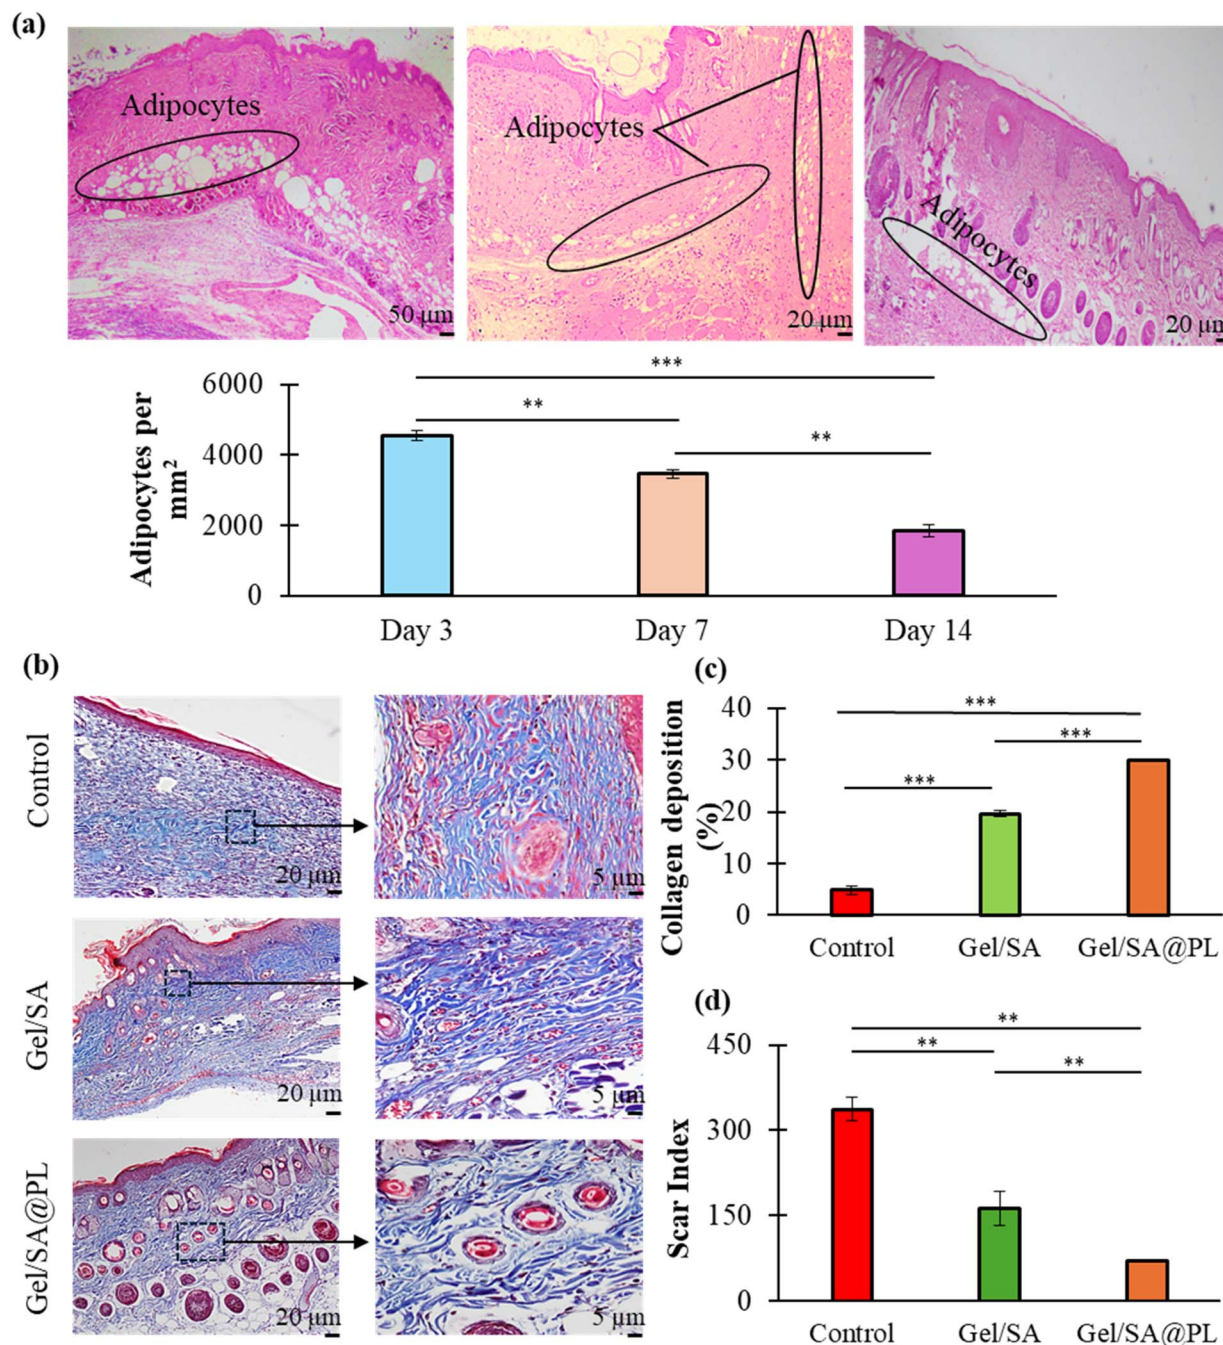 (a)
Adipocytes
50 µm
Adipocytes
20 µm
Adipocytes
20 µm
Adipocytes per
mm²
6000
4000
2000
0
***
**
**
Day 3
Day 7
Day 14
(b)
Control
20 µm
5 µm
Gel/SA
20 µm
5 µm
Gel/SA@PL
20 µm
5 µm
(c)
Collagen deposition
(%)
40
30
20
10
0
***
***
***
Control
Gel/SA
Gel/SA@PL
(d)
Scar Index
450
300
150
0
**
**
**
Control
Gel/SA
Gel/SA@PL